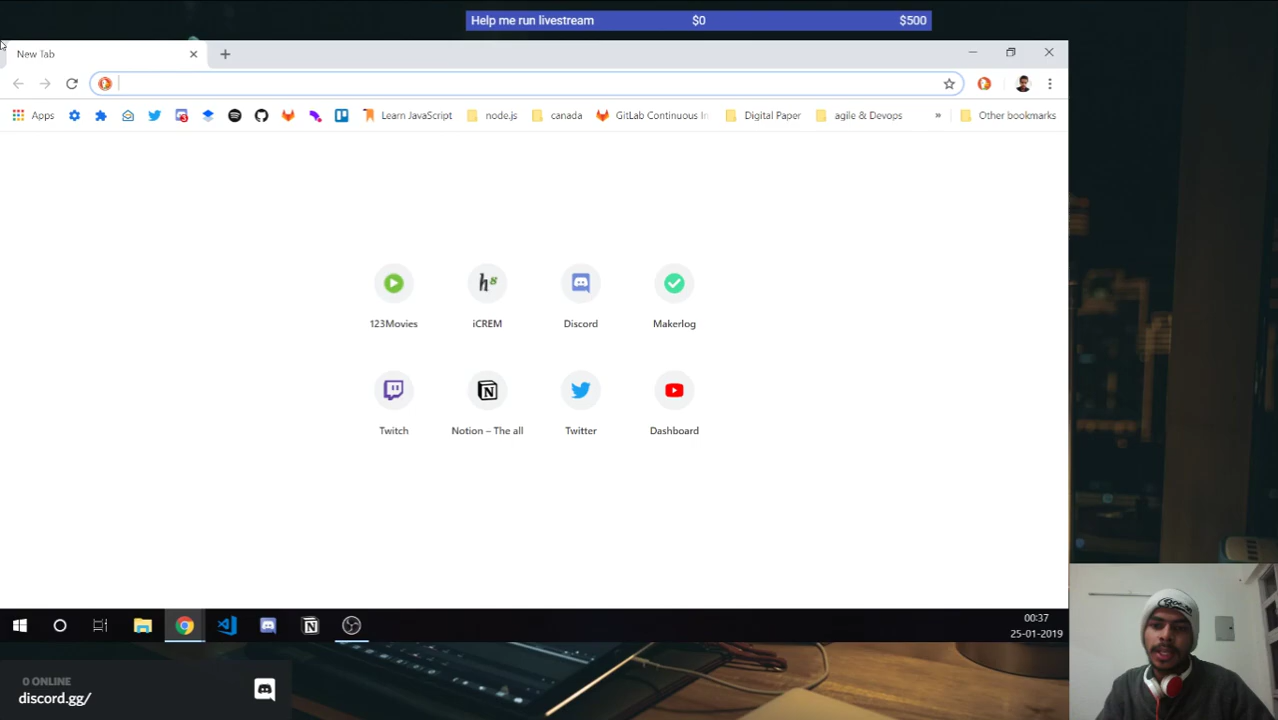 Help me run livestream $0 $500
New Tab
Apps Learn JavaScript node.js canada GitLab Continuous In Digital Paper agile & Devops » Other bookmarks
123Movies iCREM Discord Makerlog
Twitch Notion – The all Twitter Dashboard
00:37
25-01-2019
0 ONLINE
discord.gg/